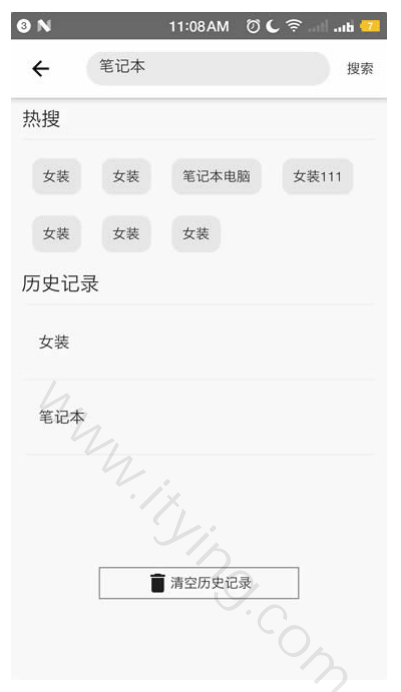 3 N 11:08AM 7
笔记本 搜索
热搜
女装 女装 笔记本电脑 女装111
女装 女装 女装
历史记录
女装
笔记本
清空历史记录
www.itying.com